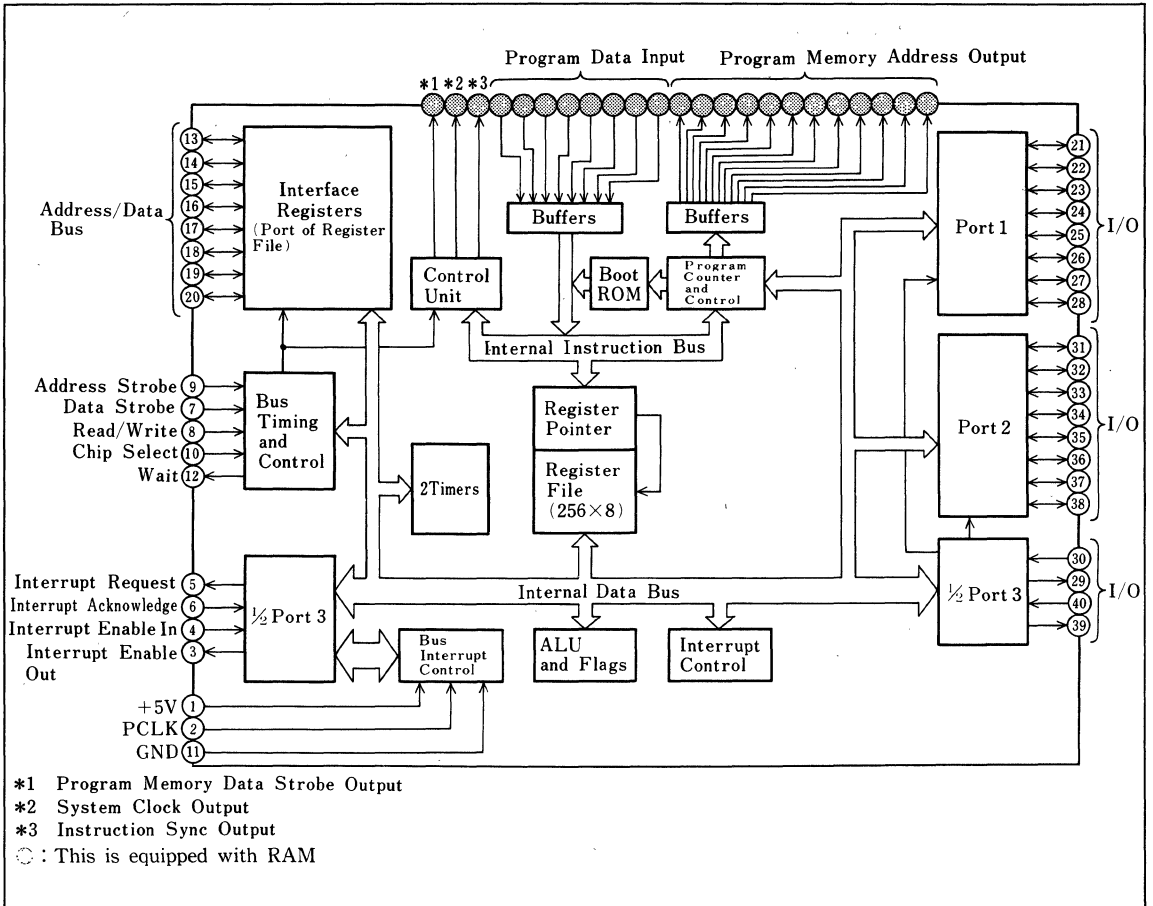 Program Data Input
Program Memory Address Output
*1 *2 *3
Address/Data
Bus
13
14
15
16
17
18
19
20
Interface
Registers
(Port of Register
File)
Buffers
Buffers
Control
Unit
Boot
ROM
Program
Counter
and
Control
Internal Instruction Bus
Port 1
21
22
23
24
25
26
27
28
I/O
Address Strobe 9
Data Strobe 7
Read/Write 8
Chip Select 10
Wait 12
Bus
Timing
and
Control
2Timers
Register
Pointer
Register
File
(256×8)
Port 2
31
32
33
34
35
36
37
38
I/O
Interrupt Request 5
Interrupt Acknowledge 6
Interrupt Enable In 4
Interrupt Enable 3
Out
½ Port 3
Internal Data Bus
Bus
Interrupt
Control
ALU
and Flags
Interrupt
Control
½ Port 3
30
29
40
39
I/O
+5V 1
PCLK 2
GND 11
*1 Program Memory Data Strobe Output
*2 System Clock Output
*3 Instruction Sync Output
: This is equipped with RAM